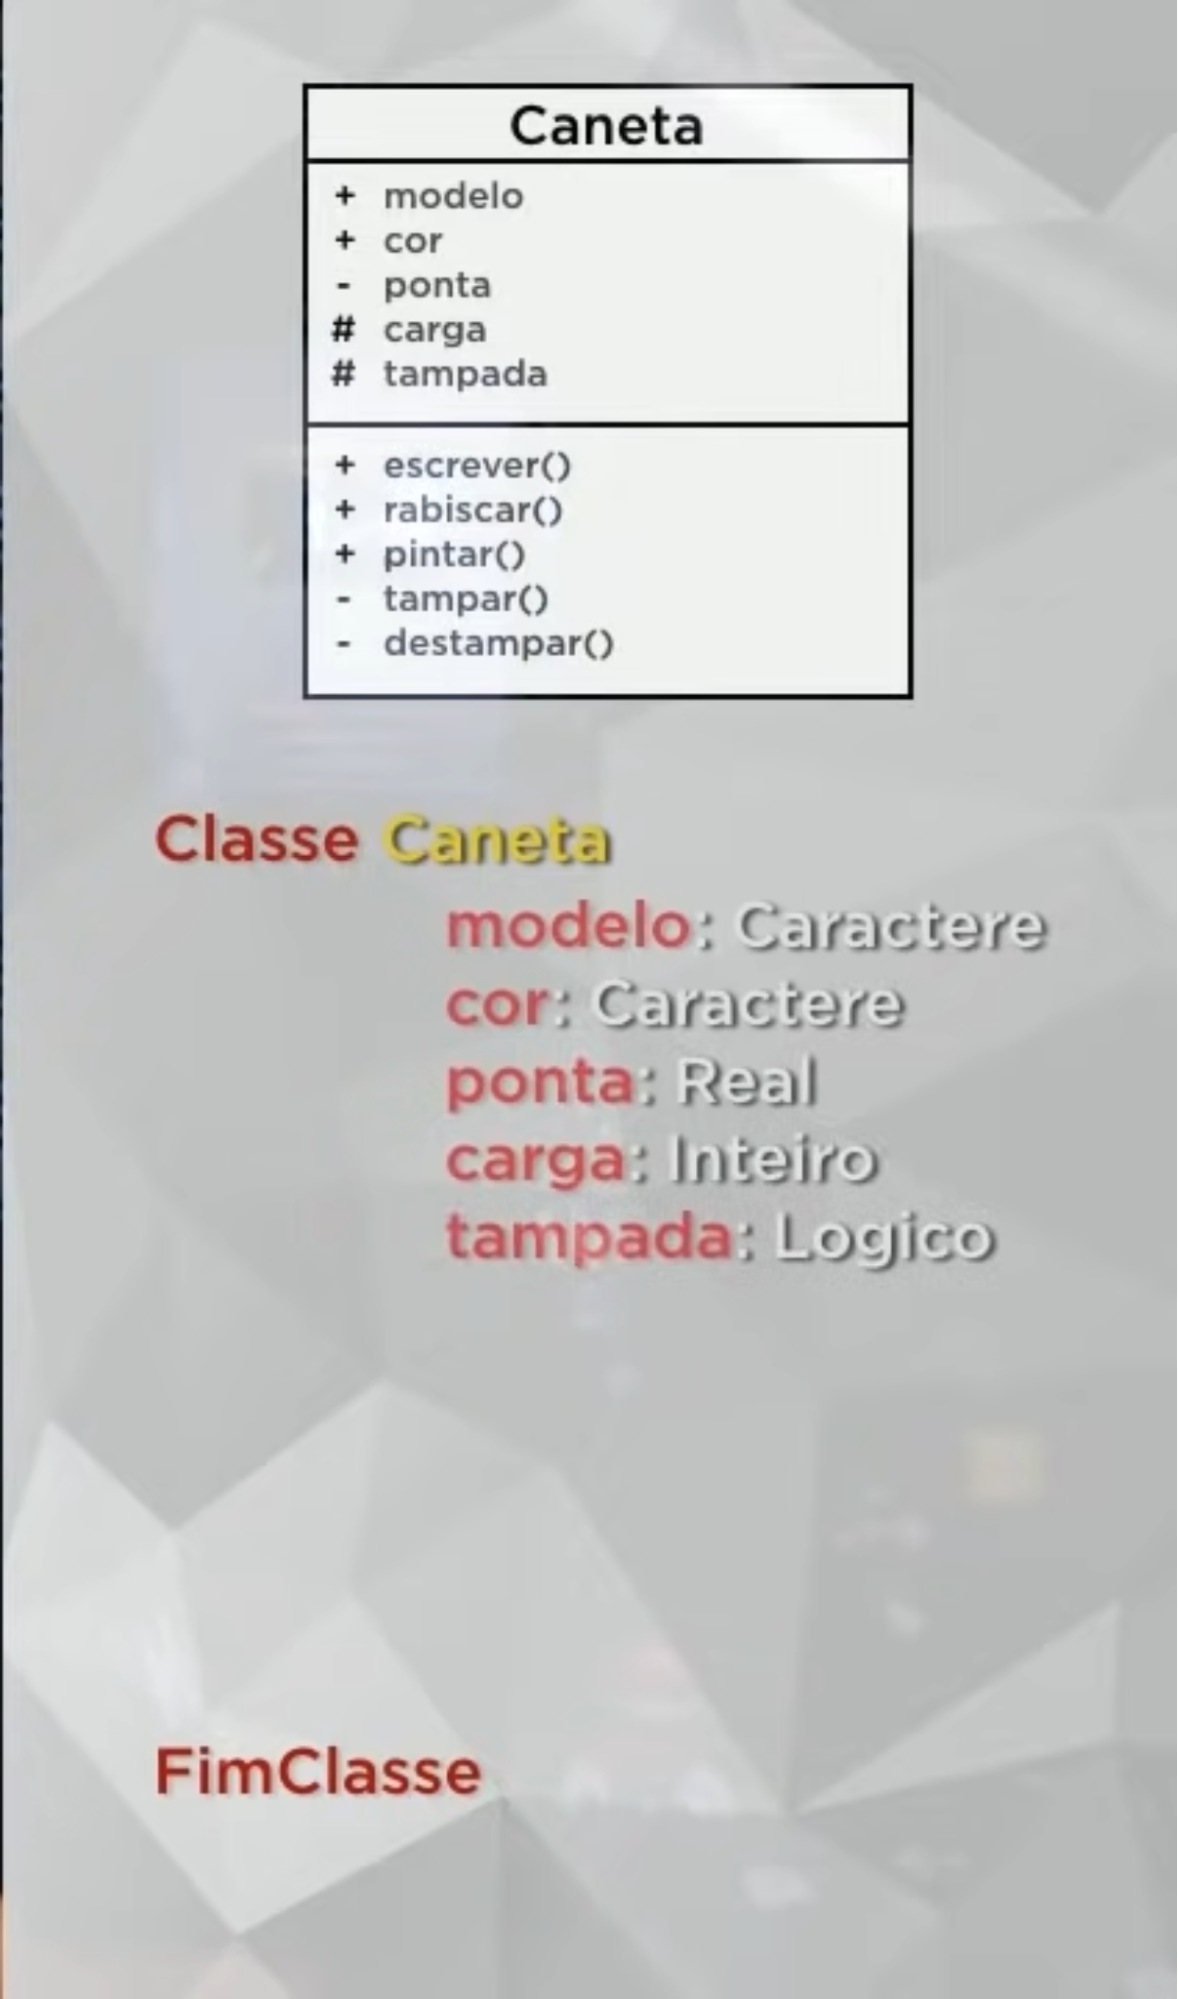 Caneta
+ modelo
+ cor
- ponta
# carga
# tampada
+ escrever()
+ rabiscar()
+ pintar()
- tampar()
- destampar()
Classe Caneta
modelo: Caractere
cor: Caractere
ponta: Real
carga: Inteiro
tampada: Logico
FimClasse